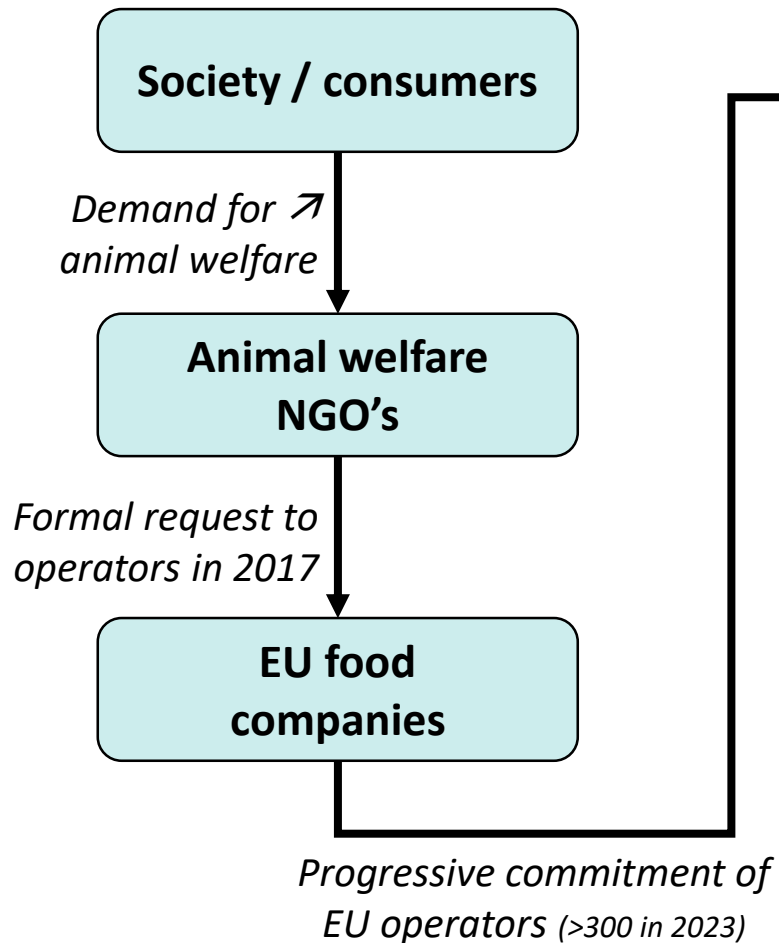 Society / consumers
Demand for ↗
animal welfare
Animal welfare
NGO’s
Formal request to
operators in 2017
EU food
companies
Progressive commitment of
EU operators (>300 in 2023)